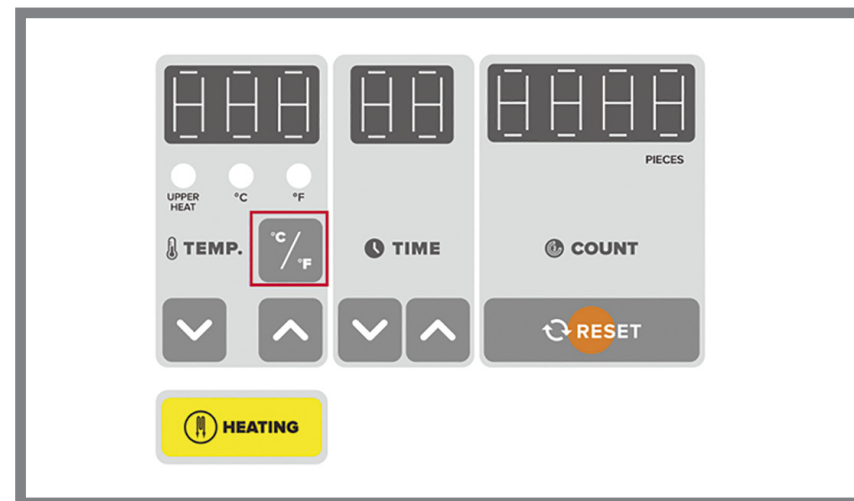 PIECES
UPPER HEAT
°C
°F
TEMP.
°C/°F
TIME
COUNT
RESET
HEATING